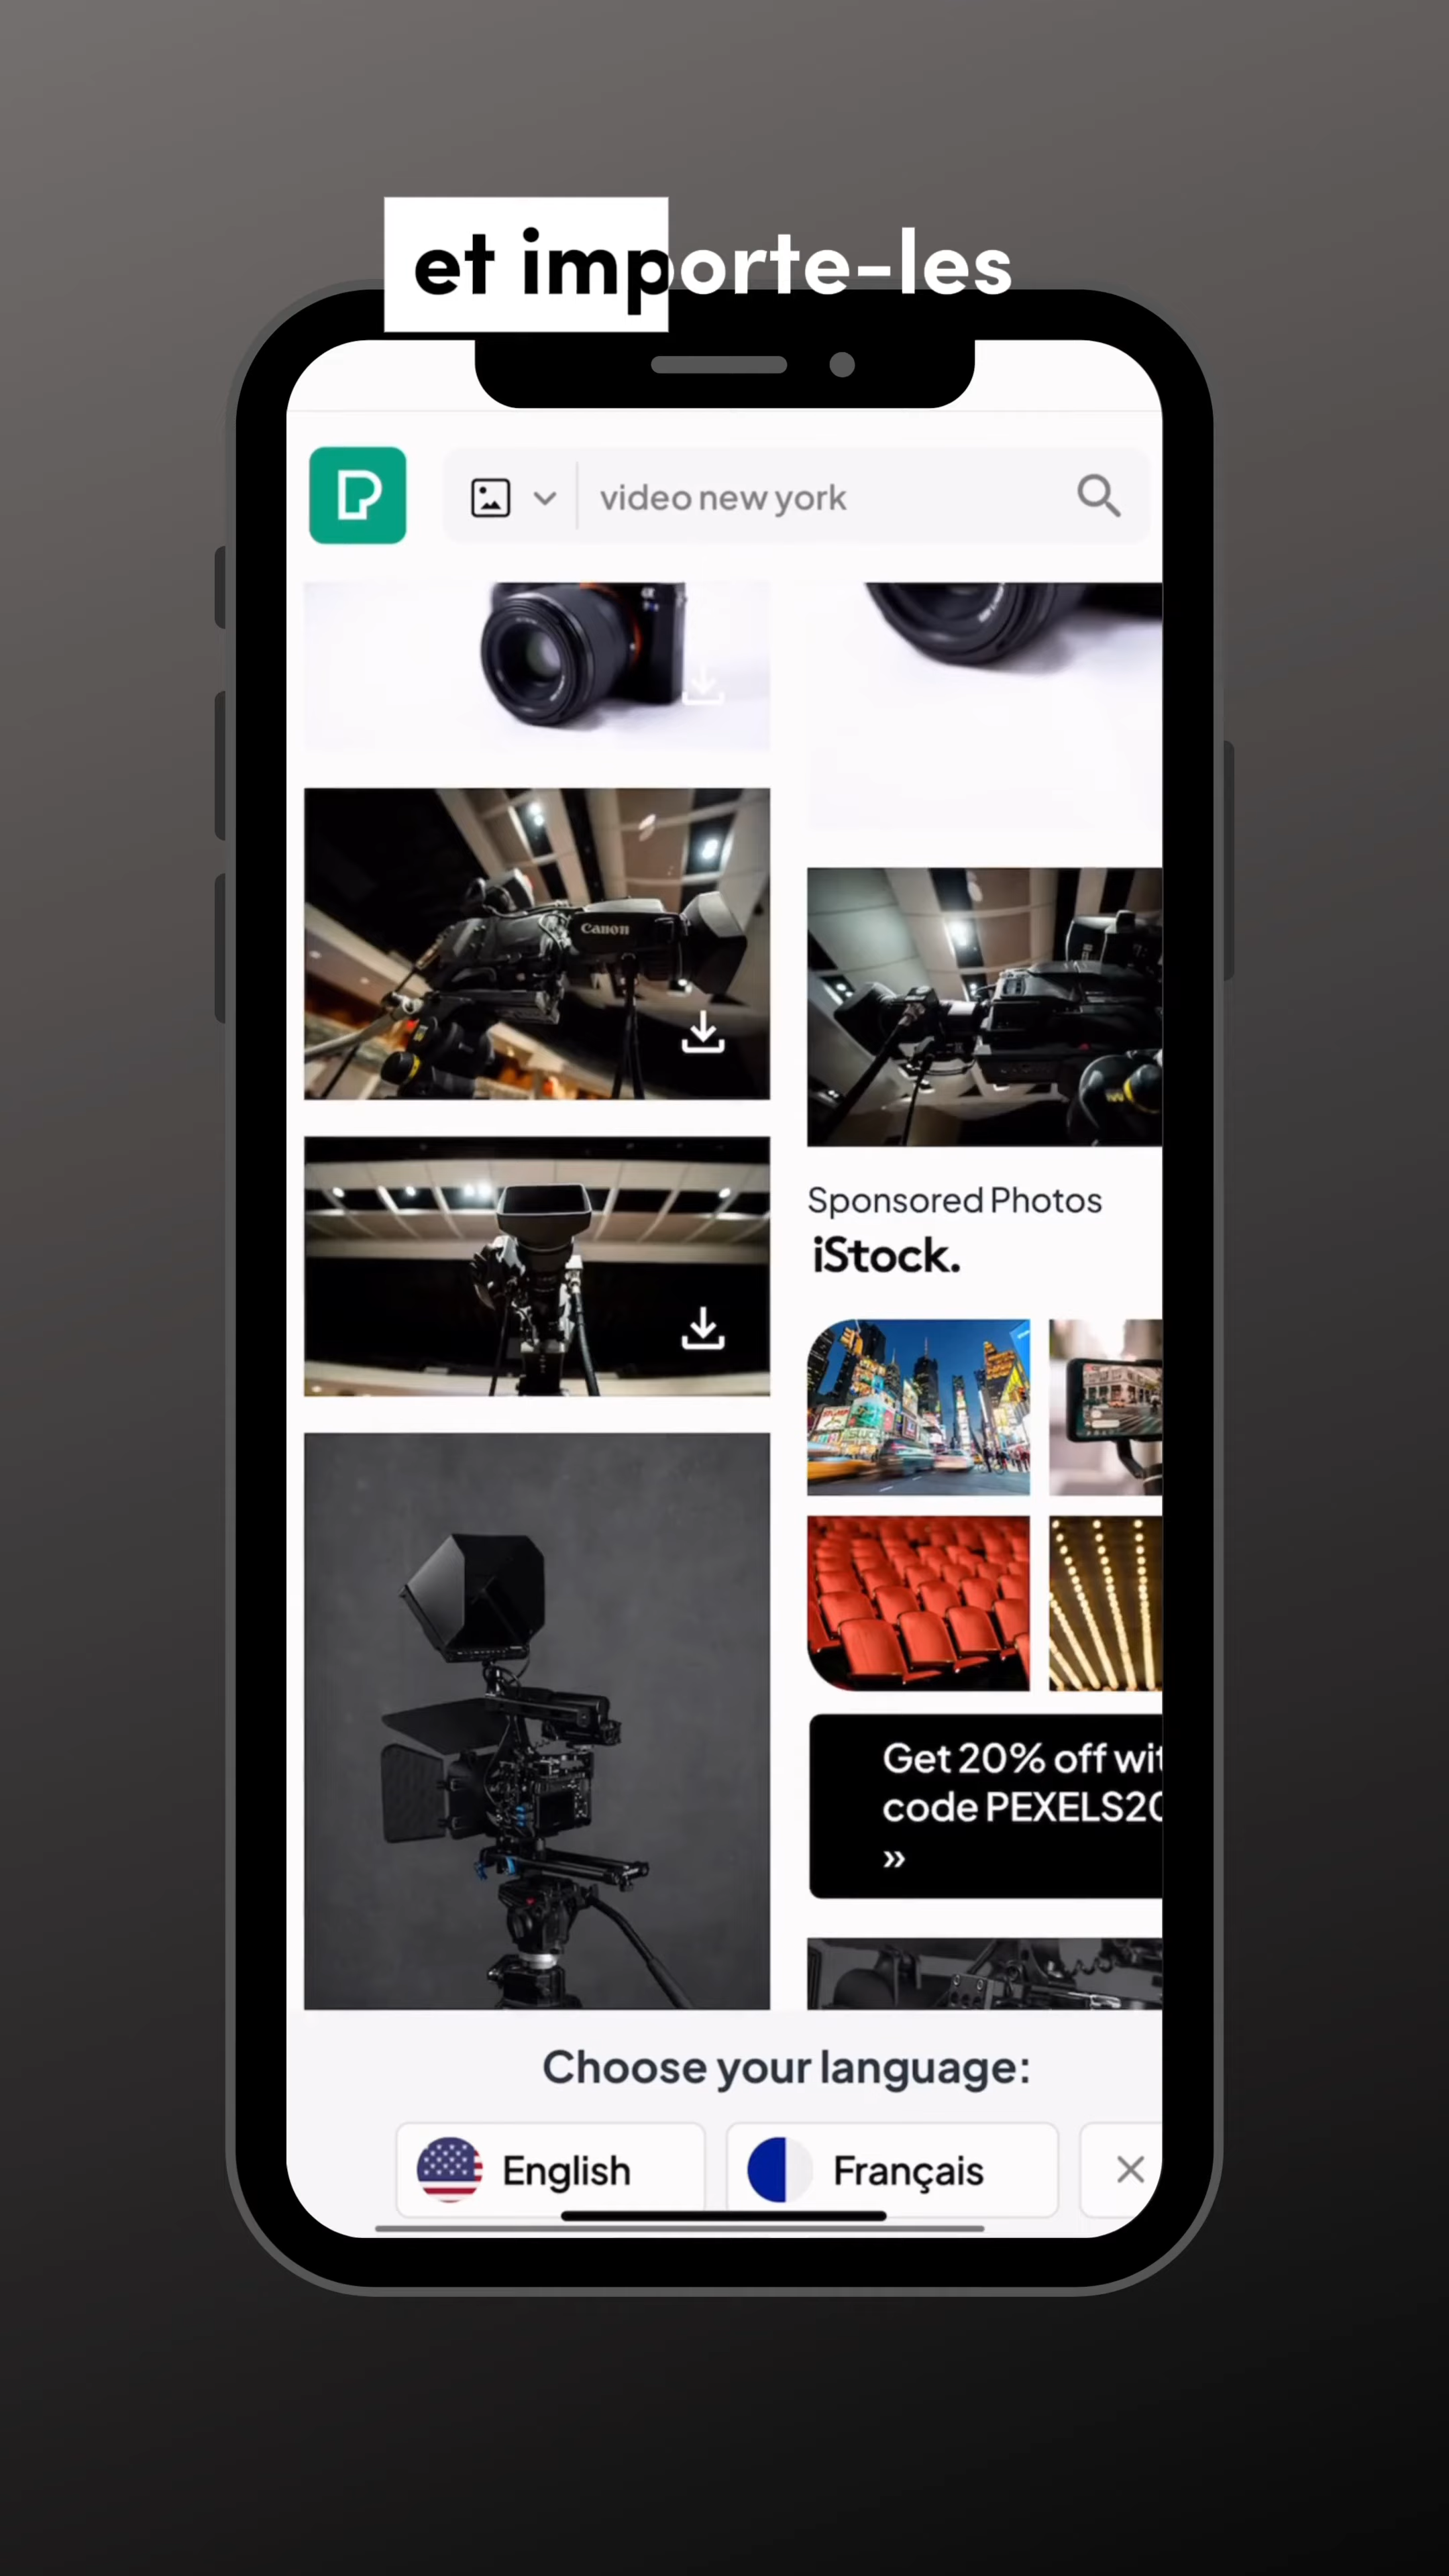 et importe-les
video new york
Canon
Sponsored Photos
iStock.
Get 20% off wit
code PEXELS20
»
Choose your language:
English
Français